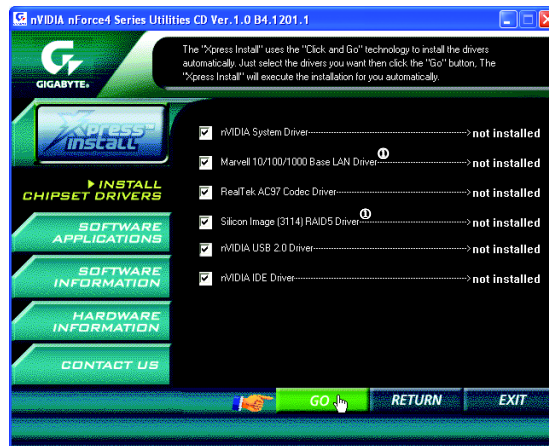 nVIDIA nForce4 Series Utilities CD Ver.1.0 B4.1201.1
GIGABYTE
The "Xpress Install" uses the "Click and Go" technology to install the drivers
automatically. Just select the drivers you want then click the "Go" button. The
"Xpress Install" will execute the installation for you automatically.
Xpress™
INSTALL
INSTALL
CHIPSET DRIVERS
SOFTWARE
APPLICATIONS
SOFTWARE
INFORMATION
HARDWARE
INFORMATION
CONTACT US
nVIDIA System Driver not installed
Marvell 10/100/1000 Base LAN Driver ① not installed
RealTek AC97 Codec Driver not installed
Silicon Image (3114) RAID5 Driver ① not installed
nVIDIA USB 2.0 Driver not installed
nVIDIA IDE Driver not installed
GO
RETURN
EXIT